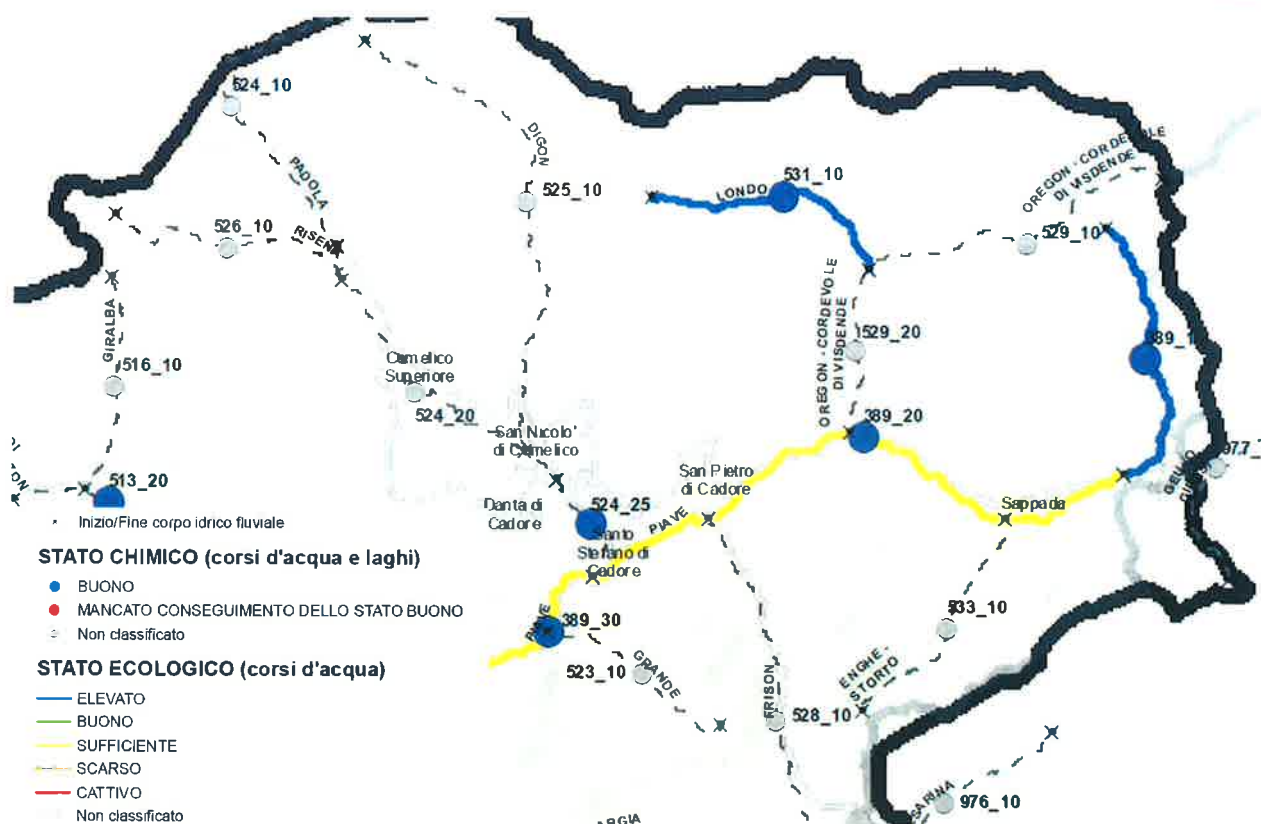 524_10
DIGON
PADOLA
525_10
526_10
RISENA
GIRALBA
516_10
LONDO
531_10
OREGON - CORDEVOLE
DI VISDENDE
529_10
OREGON - CORDEVOLE
DI VISDENDE
529_20
389_20
Superiore
524_20
San Nicolo'
513_20
Danta di
Cadore
524_25
San Pietro
di Cadore
PIAVE
Sappada
Santo
Stefano di
Cadore
977_
Inizio/Fine corpo idrico fluviale
STATO CHIMICO (corsi d'acqua e laghi)
BUONO
MANCATO CONSEGUIMENTO DELLO STATO BUONO
Non classificato
STATO ECOLOGICO (corsi d'acqua)
ELEVATO
BUONO
SUFFICIENTE
SCARSO
CATTIVO
Non classificato
PIAVE
389_30
523_10
GRANDE
FRISON
528_10
ENGHE-
STORTO
533_10
976_10